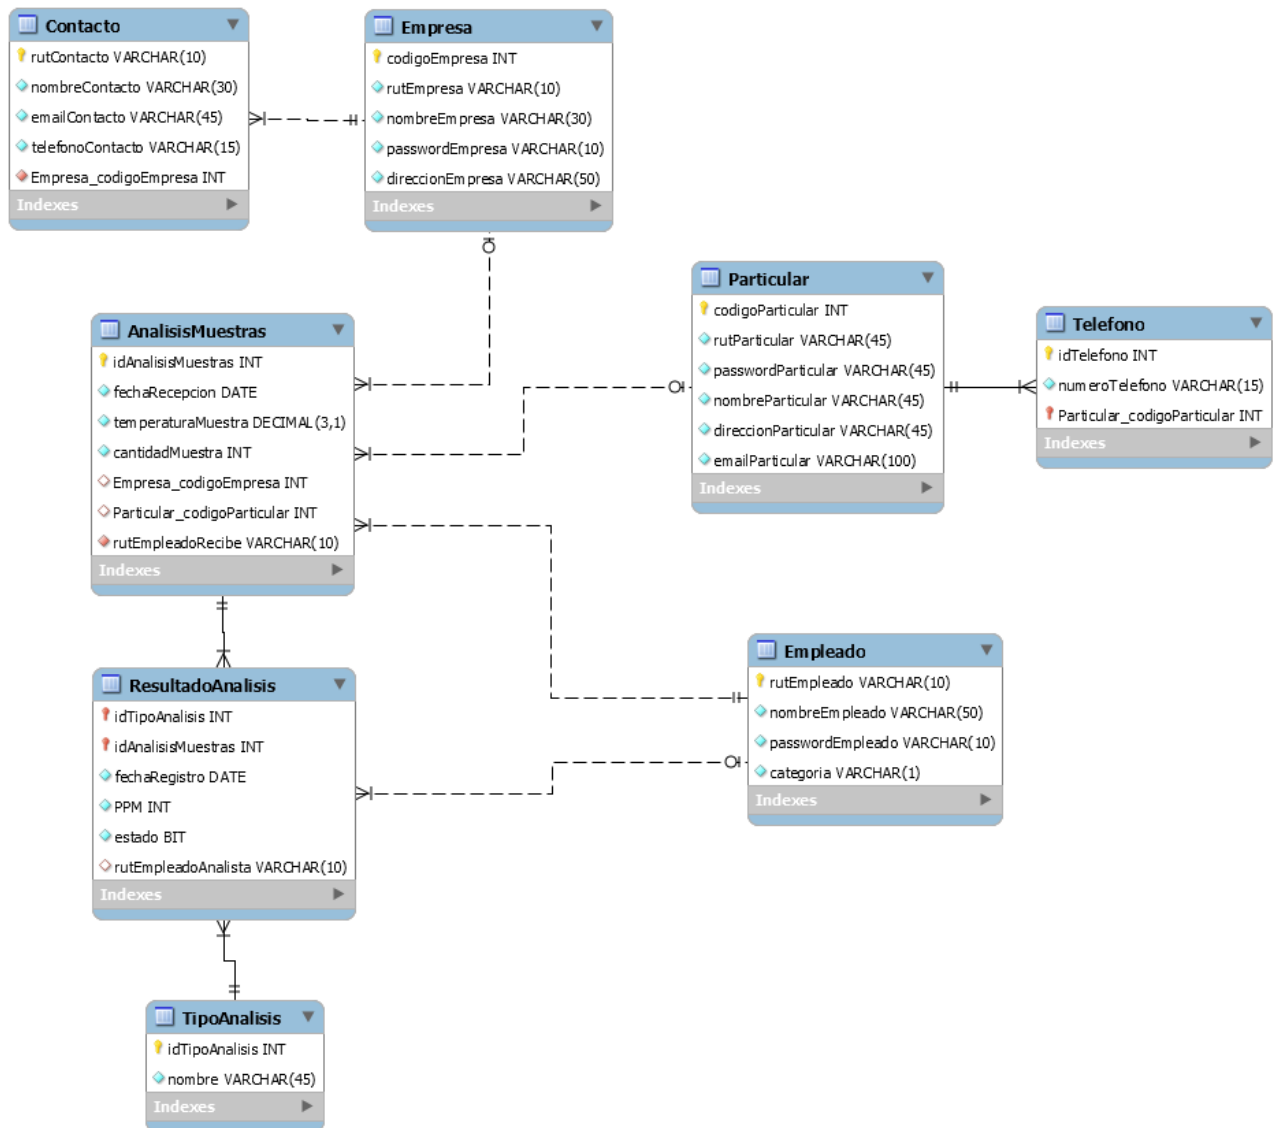 Contacto
rutContacto VARCHAR(10)
nombreContacto VARCHAR(30)
emailContacto VARCHAR(45)
telefonoContacto VARCHAR(15)
Empresa_codigoEmpresa INT
Indexes
Empresa
codigoEmpresa INT
rutEmpresa VARCHAR(10)
nombreEmpresa VARCHAR(30)
passwordEmpresa VARCHAR(10)
direccionEmpresa VARCHAR(50)
Indexes
AnalisisMuestras
idAnalisisMuestras INT
fechaRecepcion DATE
temperaturaMuestra DECIMAL(3,1)
cantidadMuestra INT
Empresa_codigoEmpresa INT
Particular_codigoParticular INT
rutEmpleadoRecibe VARCHAR(10)
Indexes
Particular
codigoParticular INT
rutParticular VARCHAR(45)
passwordParticular VARCHAR(45)
nombreParticular VARCHAR(45)
direccionParticular VARCHAR(45)
emailParticular VARCHAR(100)
Indexes
Telefono
idTelefono INT
numeroTelefono VARCHAR(15)
Particular_codigoParticular INT
Indexes
ResultadoAnalisis
idTipoAnalisis INT
idAnalisisMuestras INT
fechaRegistro DATE
PPM INT
estado BIT
rutEmpleadoAnalista VARCHAR(10)
Indexes
Empleado
rutEmpleado VARCHAR(10)
nombreEmpleado VARCHAR(50)
passwordEmpleado VARCHAR(10)
categoria VARCHAR(1)
Indexes
TipoAnalisis
idTipoAnalisis INT
nombre VARCHAR(45)
Indexes